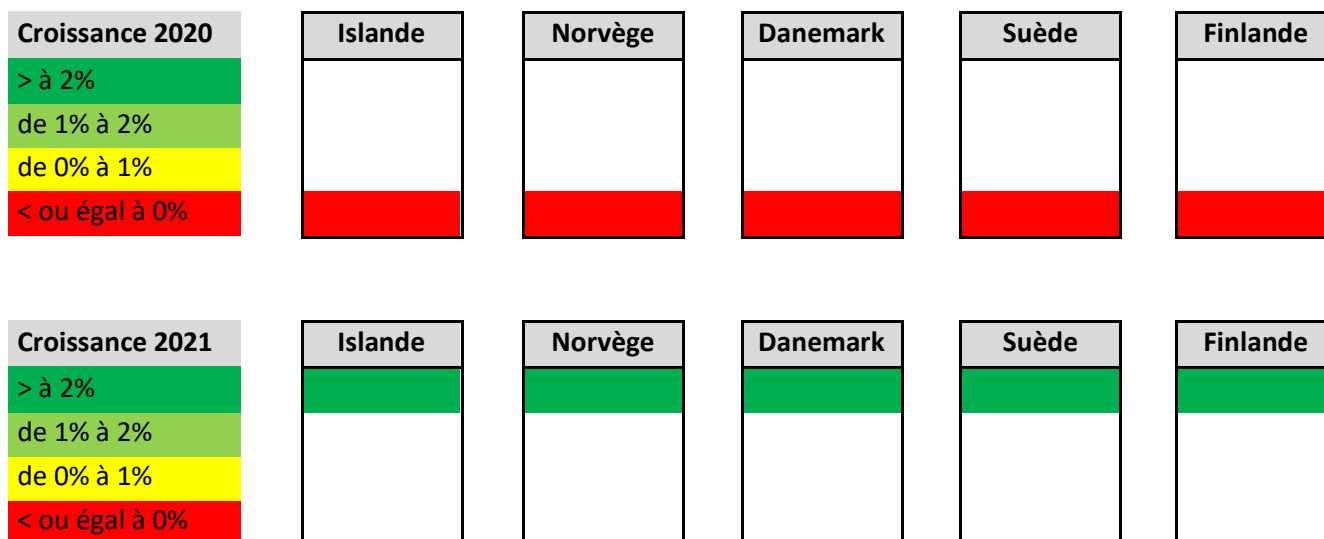 Croissance 2020 Islande Norvège Danemark Suède Finlande
> à 2%
de 1% à 2%
de 0% à 1%
< ou égal à 0%
Croissance 2021 Islande Norvège Danemark Suède Finlande
> à 2%
de 1% à 2%
de 0% à 1%
< ou égal à 0%